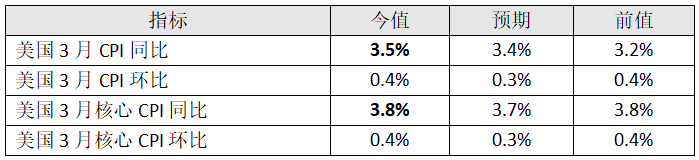 指标 今值 预期 前值
美国 3 月 CPI 同比 3.5% 3.4% 3.2%
美国 3 月 CPI 环比 0.4% 0.3% 0.4%
美国 3 月核心 CPI 同比 3.8% 3.7% 3.8%
美国 3 月核心 CPI 环比 0.4% 0.3% 0.4%